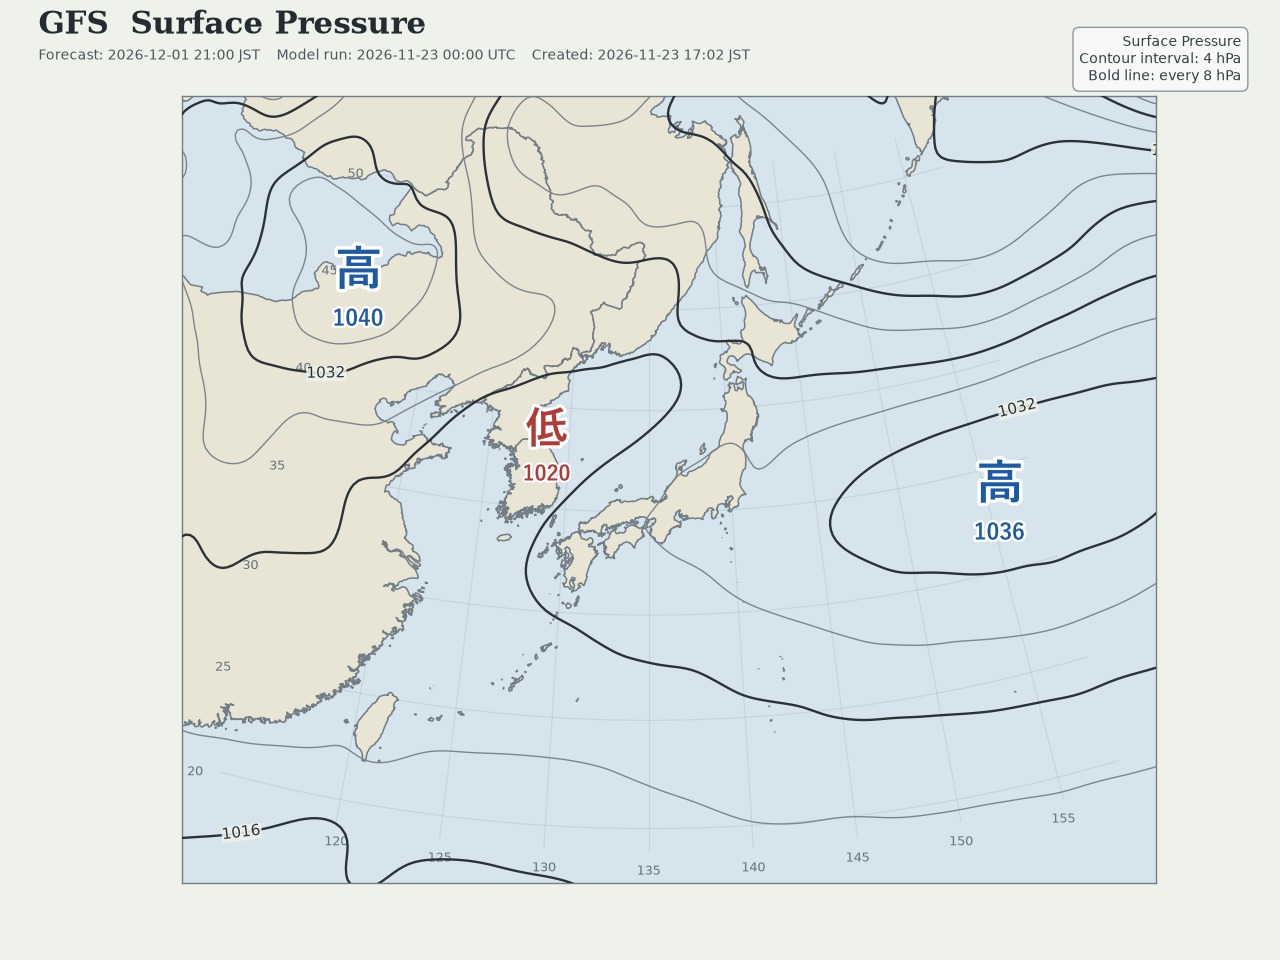 GFS  Surface Pressure
Forecast: 2026-12-01 21:00 JST    Model run: 2026-11-23 00:00 UTC    Created: 2026-11-23 17:02 JST
Surface Pressure
Contour interval: 4 hPa
Bold line: every 8 hPa
50
45
高
1040
40
1032
1032
低
1020
35
高
1036
30
25
20
1016
120
125
130
135
140
145
150
155